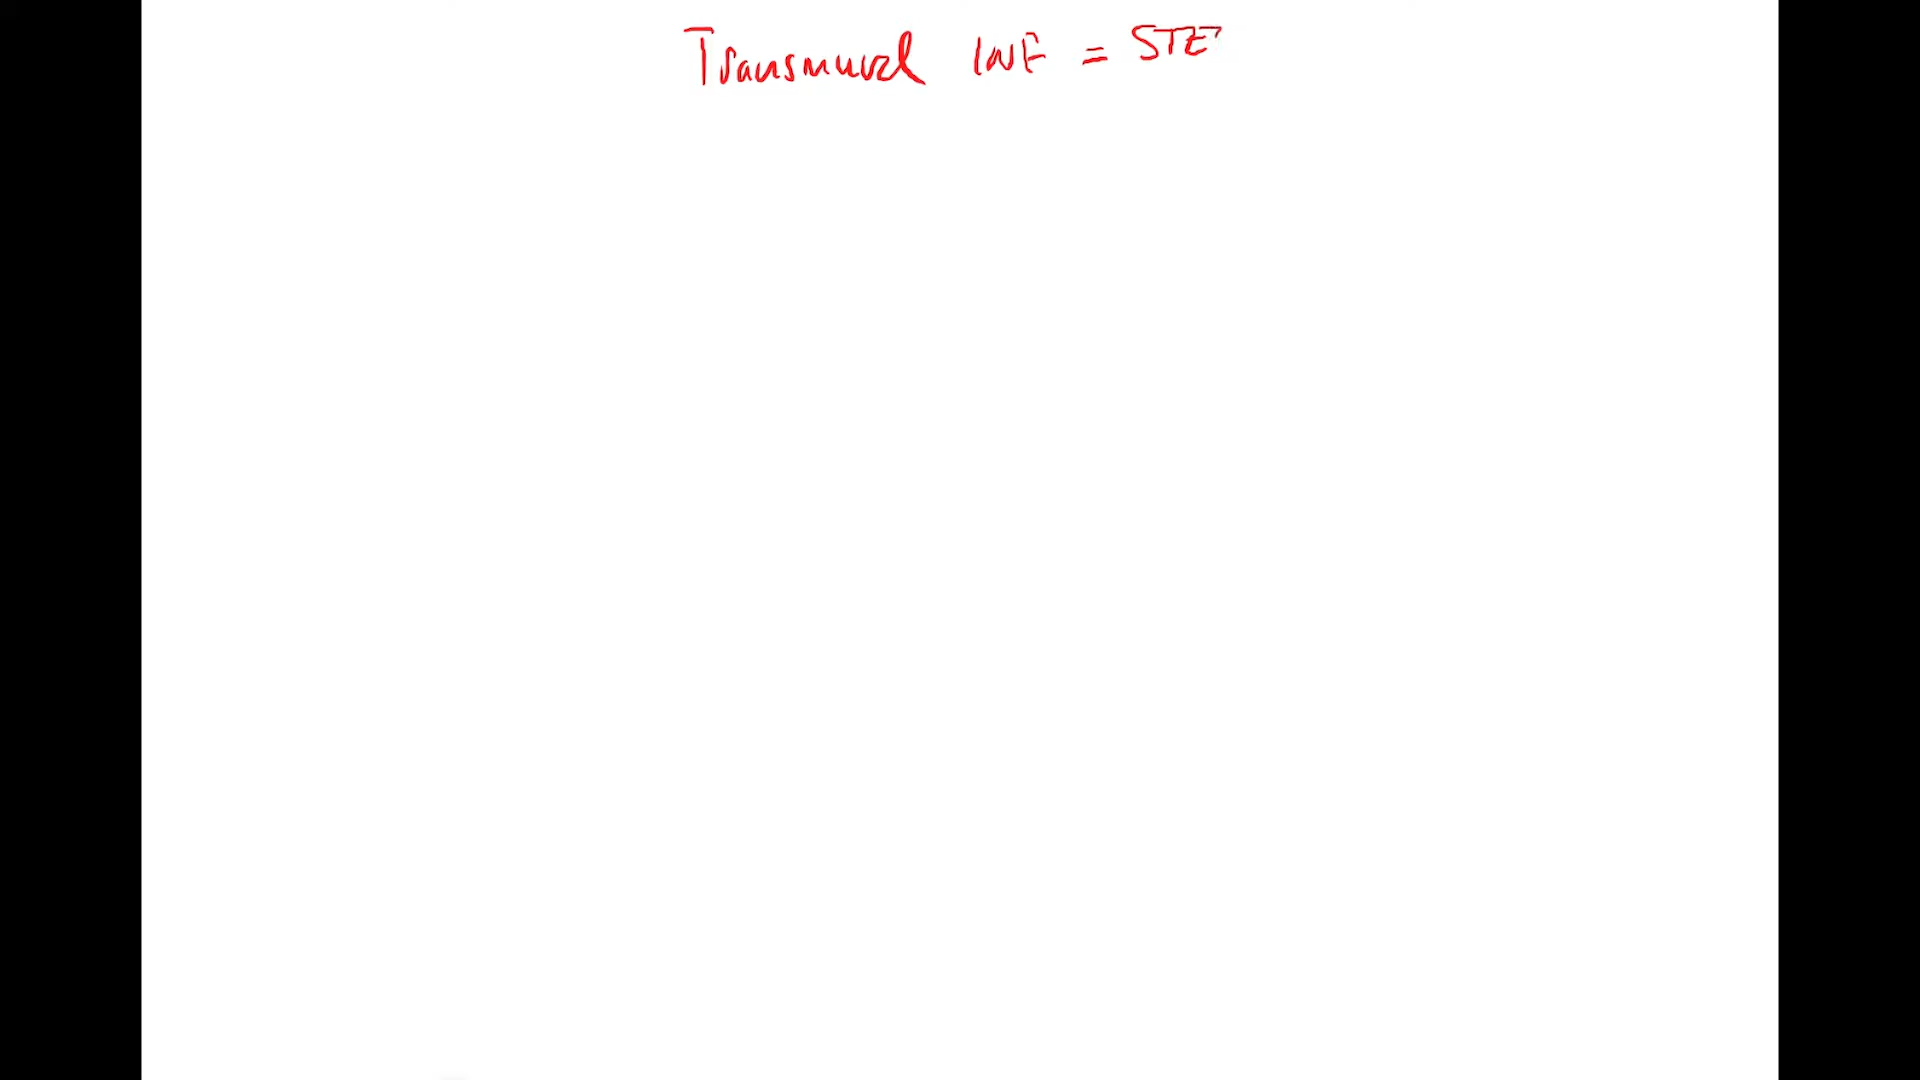 Transmural INF = STE